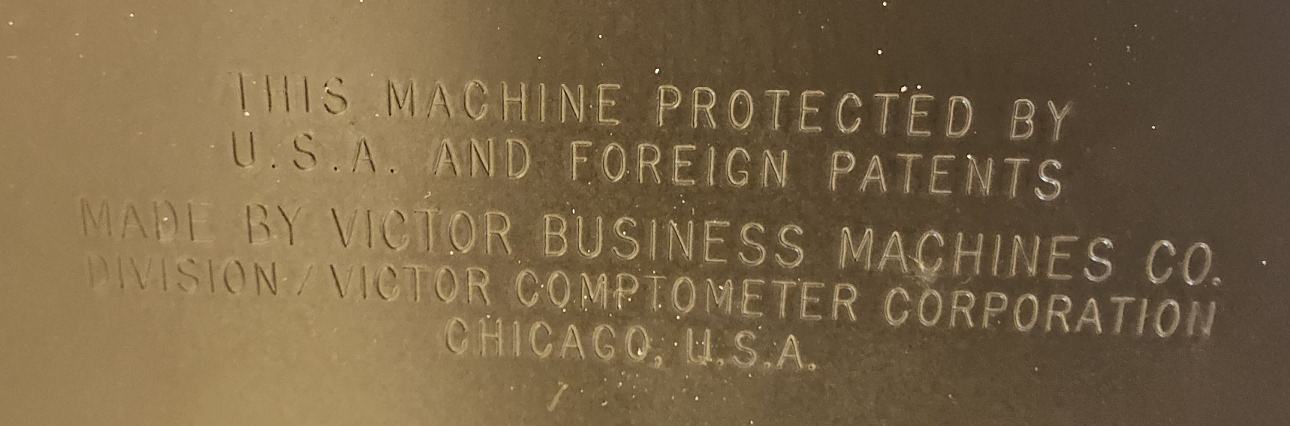 THIS MACHINE PROTECTED BY
U.S.A. AND FOREIGN PATENTS
MADE BY VICTOR BUSINESS MACHINES CO.
DIVISION/VICTOR COMPTOMETER CORPORATION
CHICAGO, U.S.A.